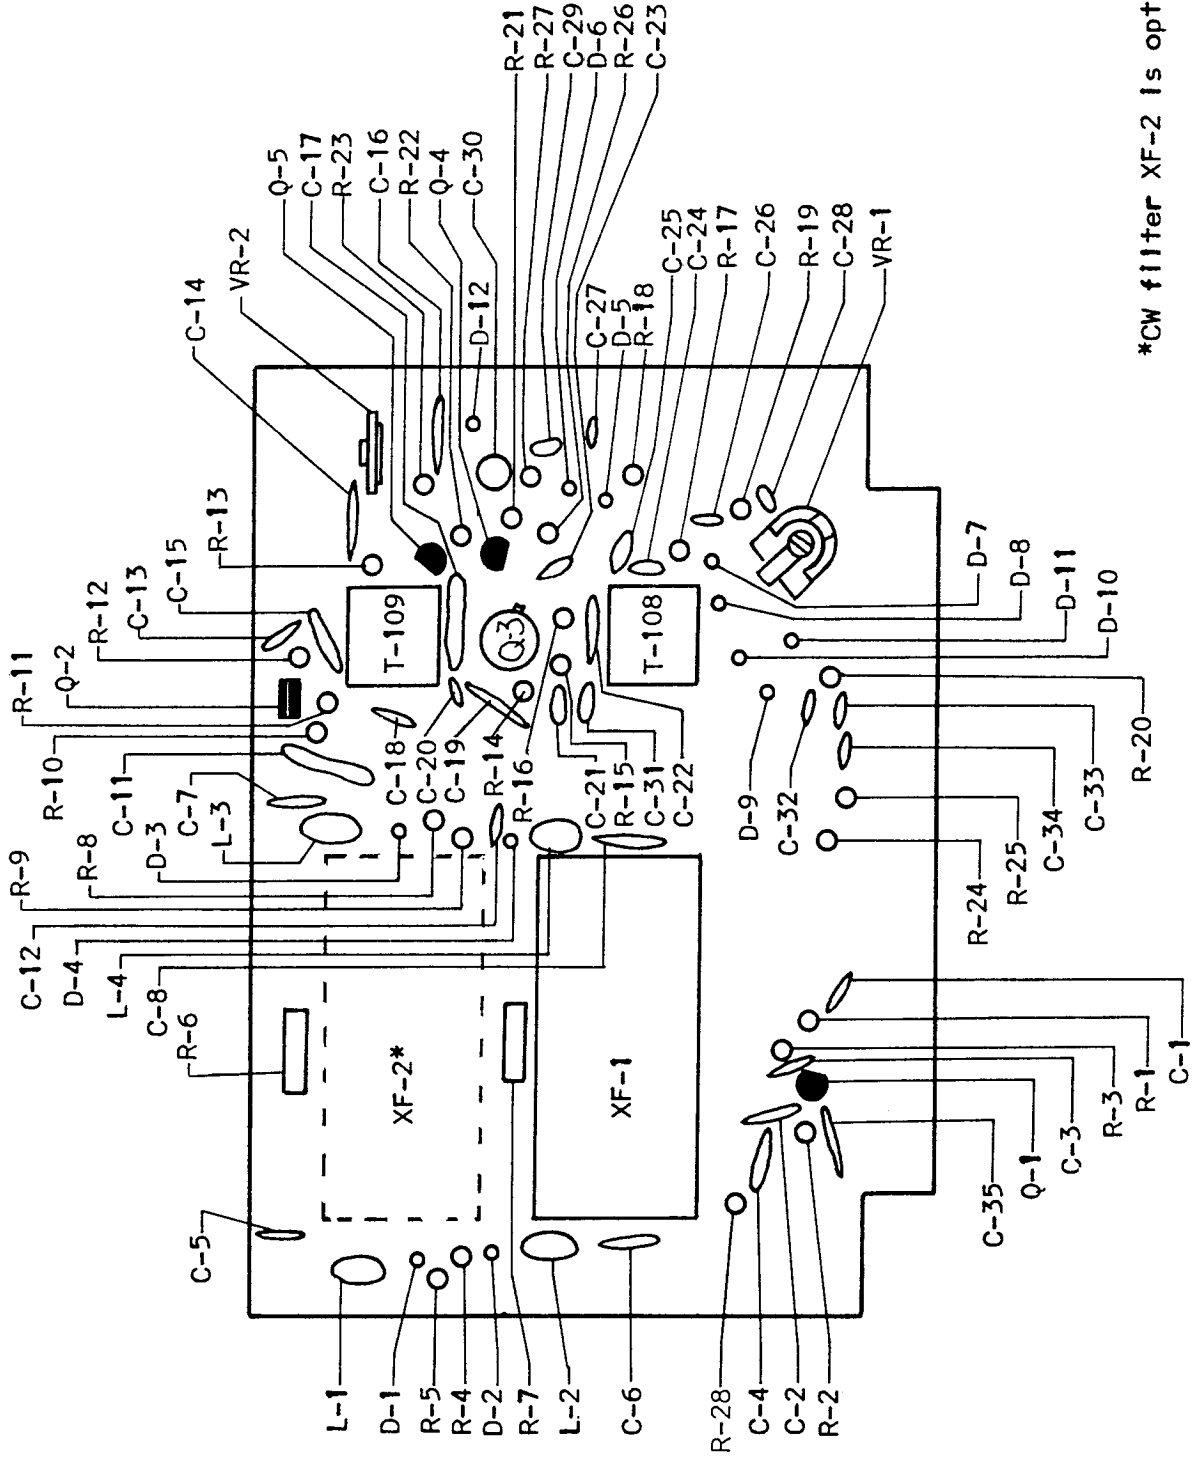 R-21
R-27
C-29
D-6
R-26
C-23
Q-5
C-17
R-23
C-16
R-22
Q-4
C-30
C-14
VR-2
D-12
C-27
D-5
R-18
C-25
C-24
R-17
C-26
R-19
C-28
VR-1
R-11
Q-2
R-12
C-13
C-15
R-13
T-109
Q-3
T-108
D-7
D-8
D-11
D-10
R-10
C-11
C-7
L-3
D-3
R-8
R-9
C-18
C-20
C-19
R-14
R-16
C-21
R-15
C-31
C-22
D-9
C-32
R-20
C-33
C-34
R-25
R-24
C-12
D-4
L-4
C-8
R-6
XF-2*
XF-1
C-5
C-1
R-1
R-3
C-3
Q-1
C-35
L-1
D-1
R-5
R-4
D-2
R-7
L-2
C-6
R-28
C-4
C-2
R-2
*CW filter XF-2 is opt